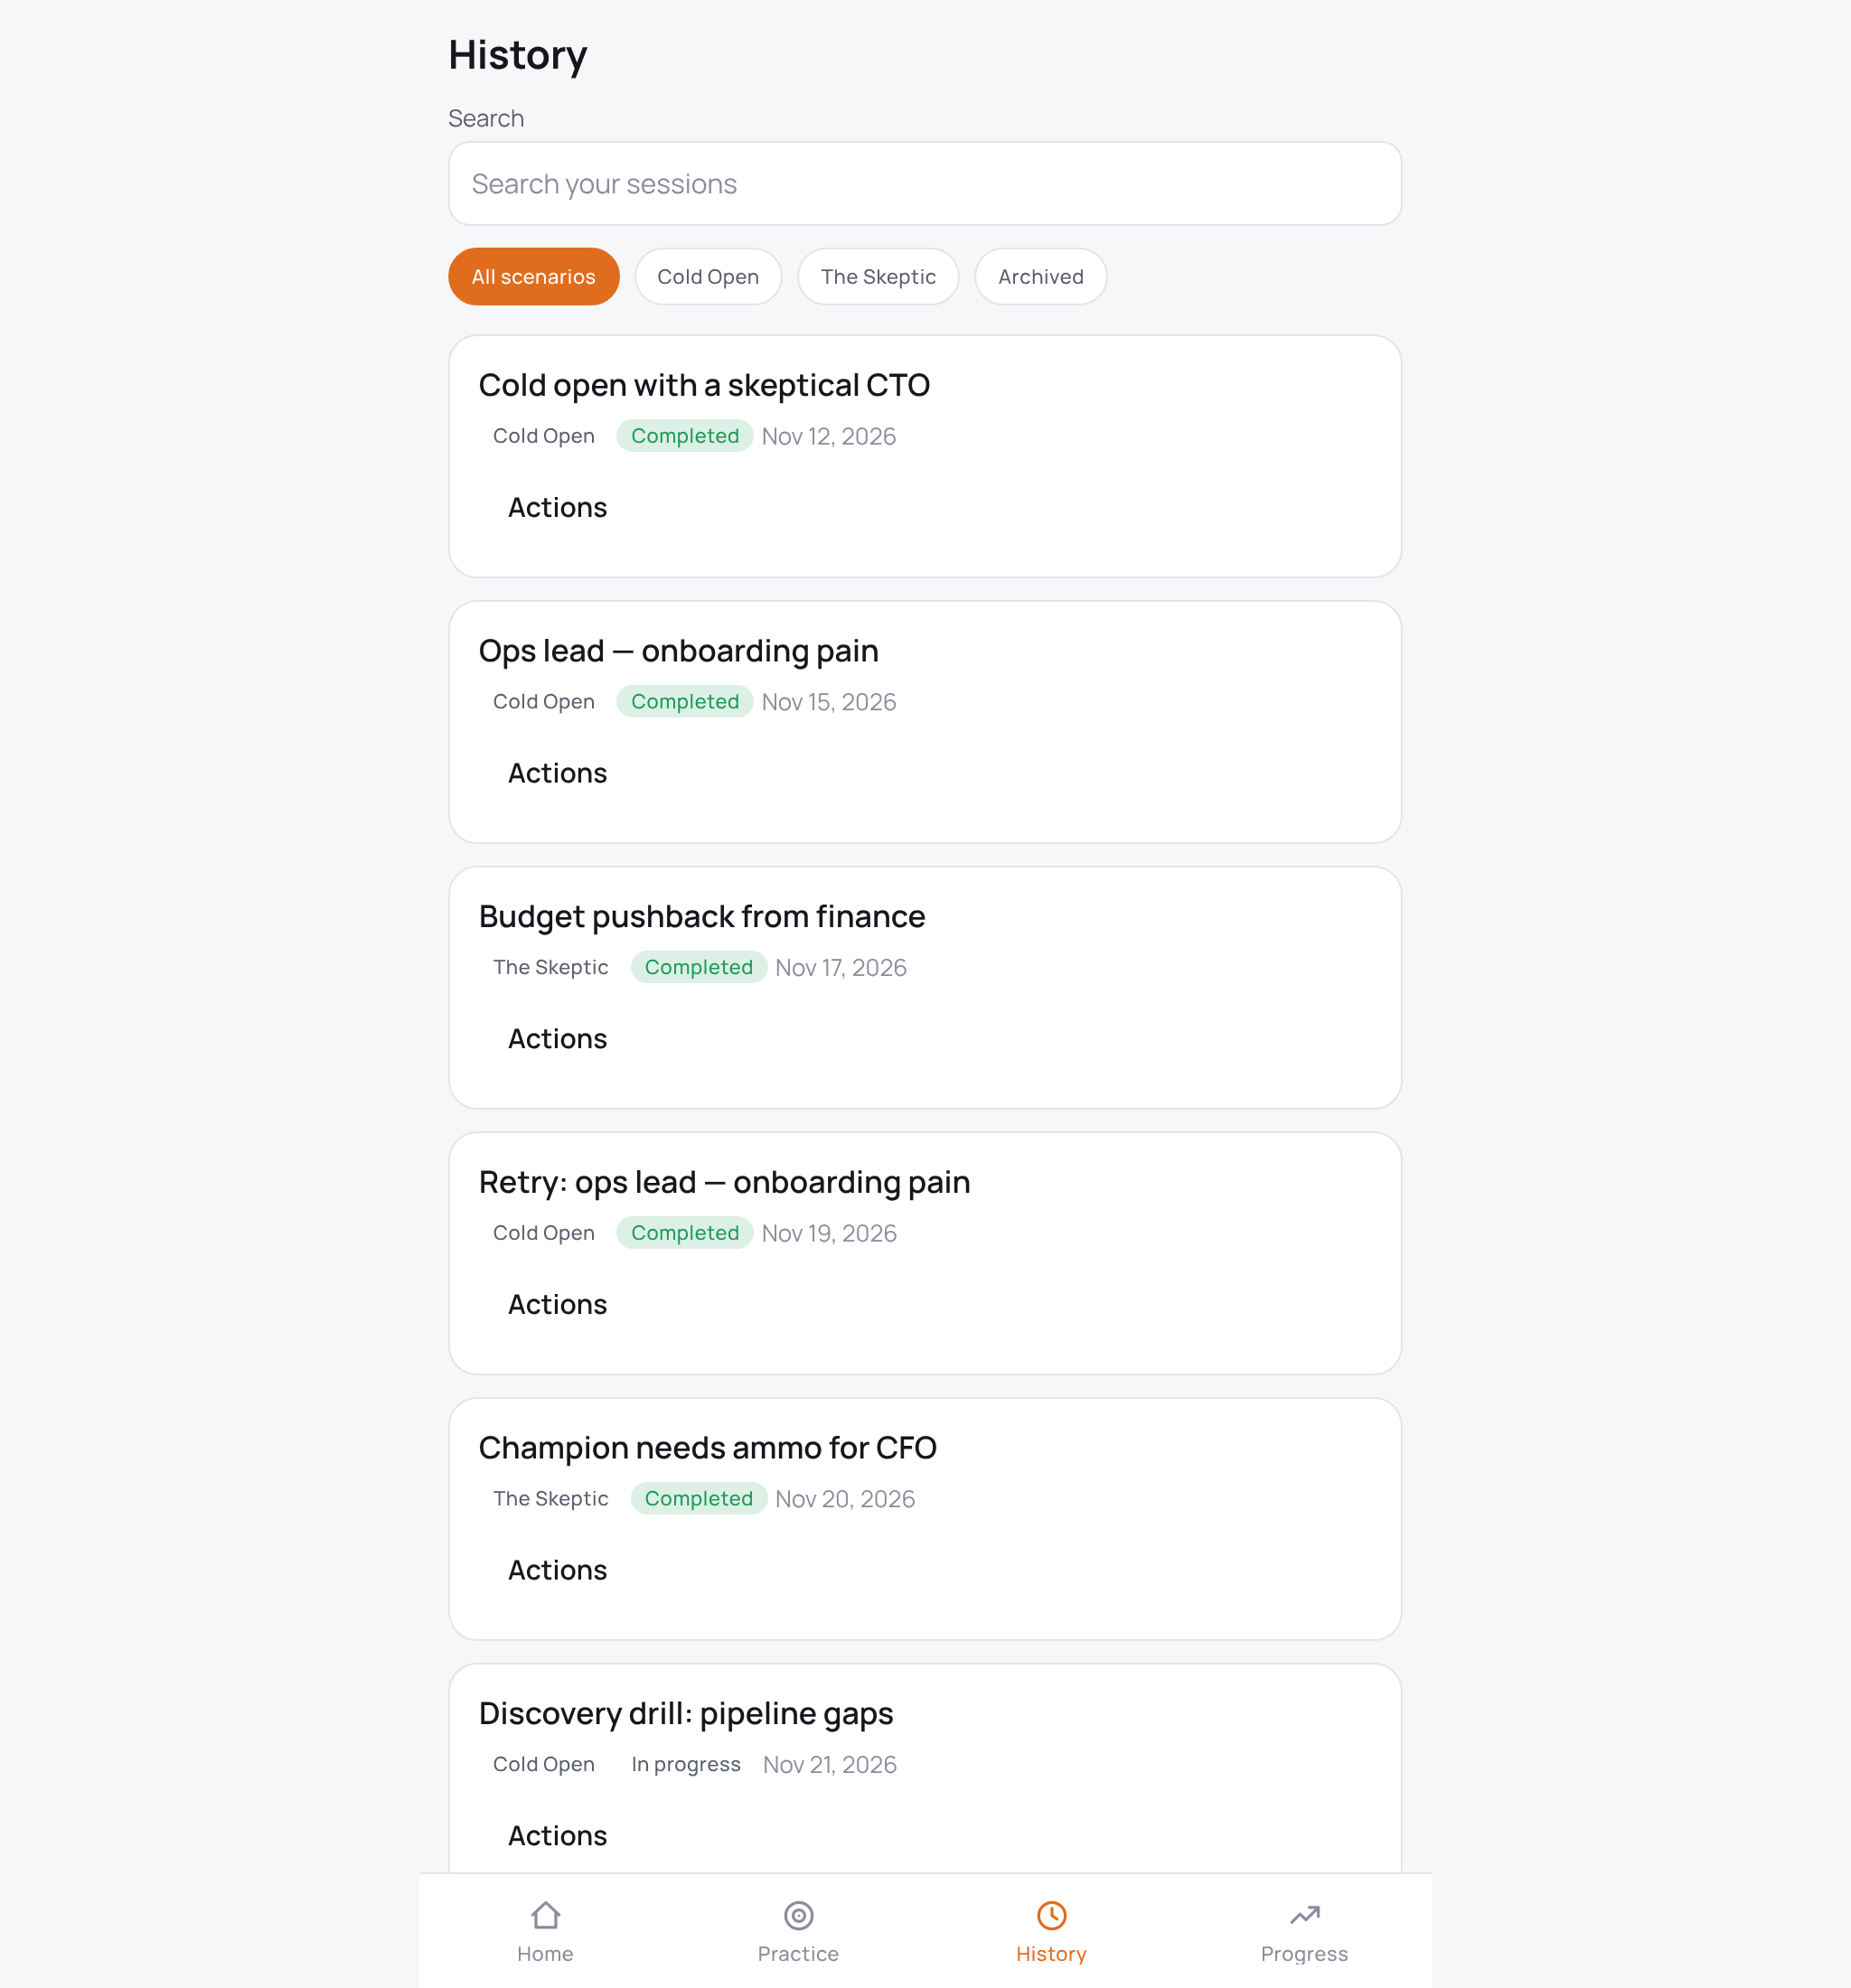 History
Search
Search your sessions
All scenarios Cold Open The Skeptic Archived
Cold open with a skeptical CTO
Cold Open Completed Nov 12, 2026
Actions
Ops lead — onboarding pain
Cold Open Completed Nov 15, 2026
Actions
Budget pushback from finance
The Skeptic Completed Nov 17, 2026
Actions
Retry: ops lead — onboarding pain
Cold Open Completed Nov 19, 2026
Actions
Champion needs ammo for CFO
The Skeptic Completed Nov 20, 2026
Actions
Discovery drill: pipeline gaps
Cold Open In progress Nov 21, 2026
Actions
Home Practice History Progress